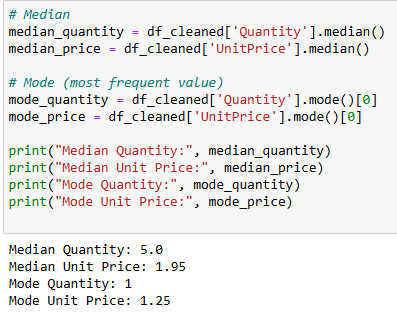 # Median
median_quantity = df_cleaned['Quantity'].median()
median_price = df_cleaned['UnitPrice'].median()
# Mode (most frequent value)
mode_quantity = df_cleaned['Quantity'].mode()[0]
mode_price = df_cleaned['UnitPrice'].mode()[0]
print("Median Quantity:", median_quantity)
print("Median Unit Price:", median_price)
print("Mode Quantity:", mode_quantity)
print("Mode Unit Price:", mode_price)
Median Quantity: 5.0
Median Unit Price: 1.95
Mode Quantity: 1
Mode Unit Price: 1.25